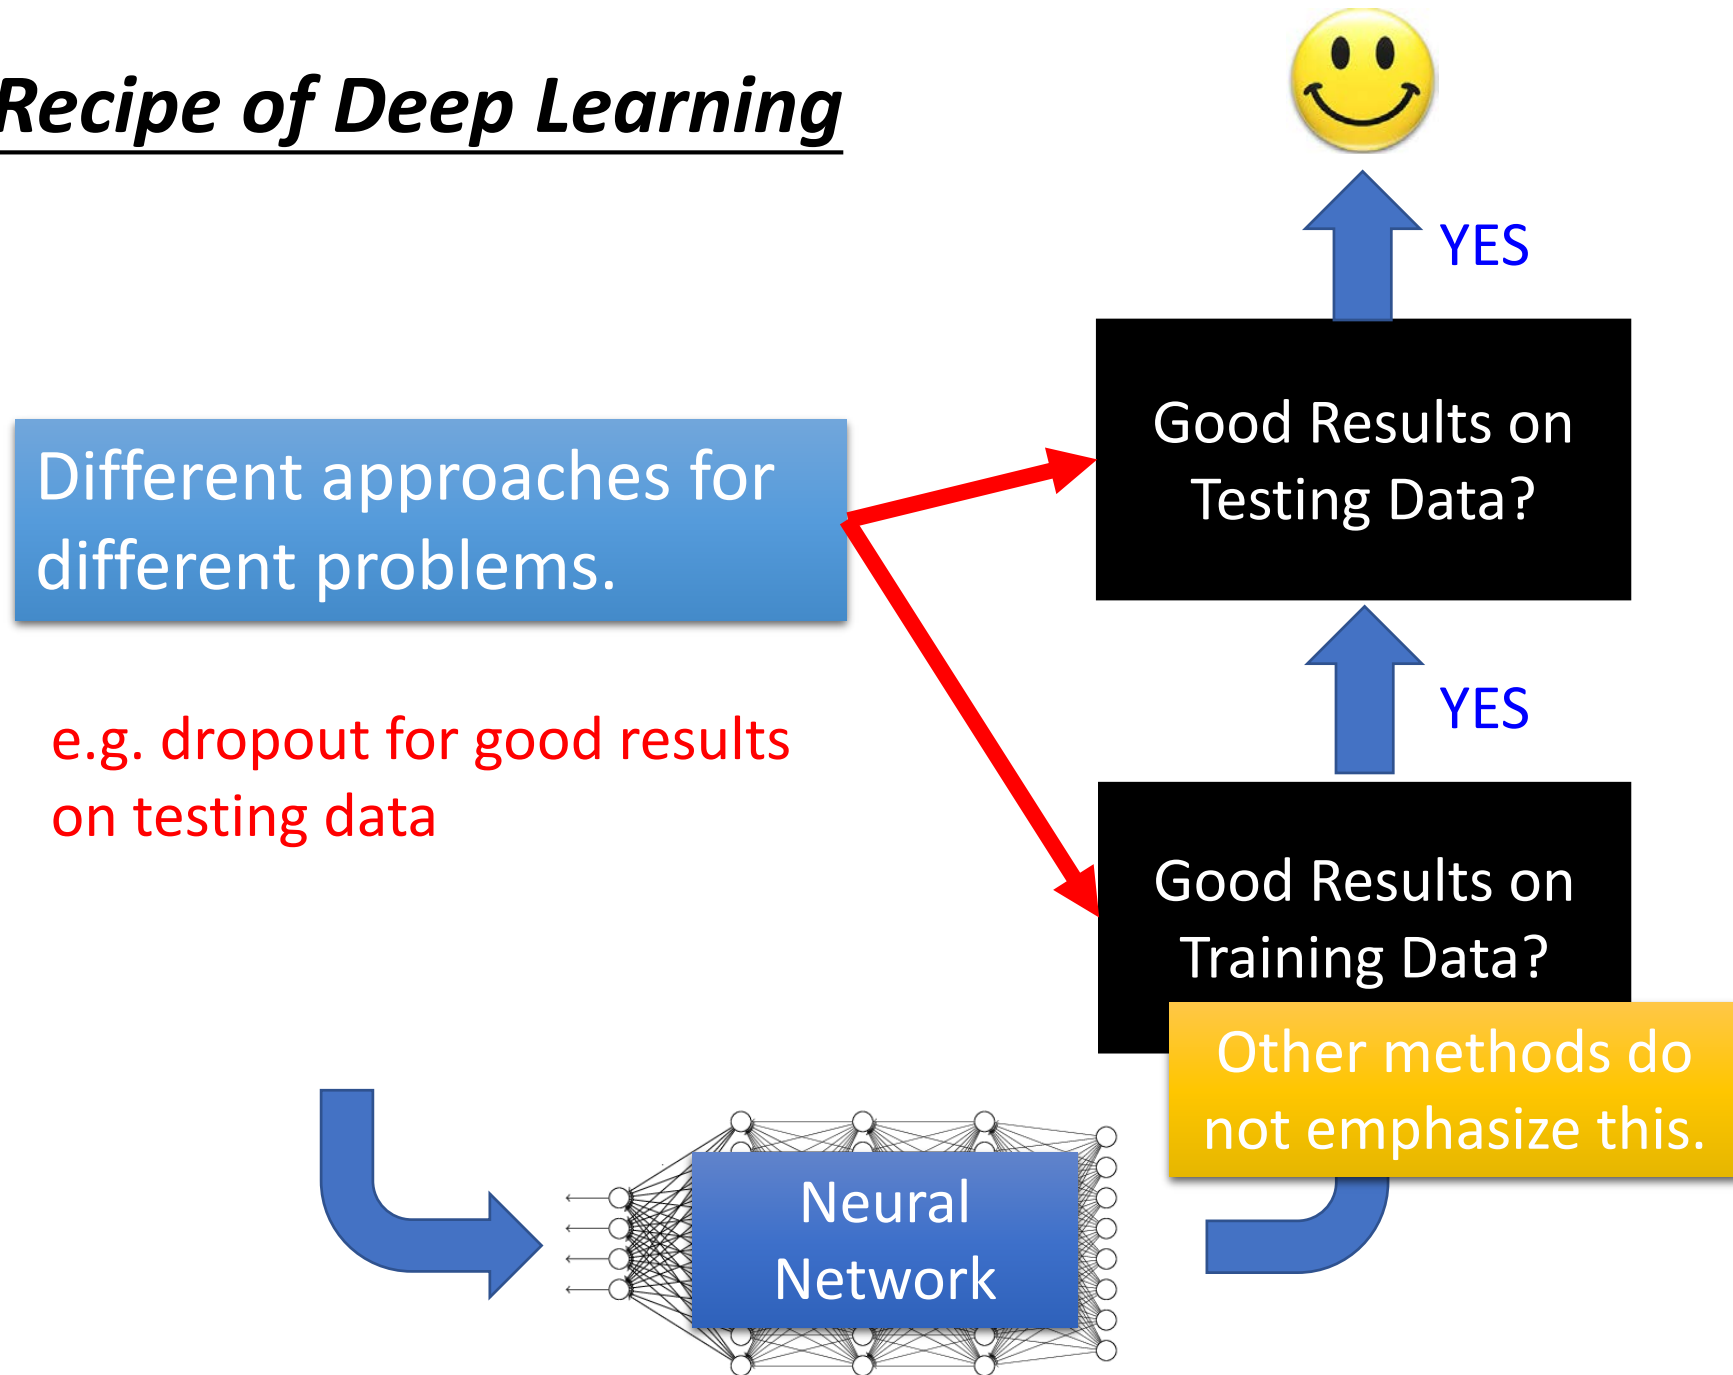 Recipe of Deep Learning
YES
Good Results on
Testing Data?
Different approaches for
different problems.
YES
e.g. dropout for good results
on testing data
Good Results on
Training Data?
Other methods do
not emphasize this.
Neural
Network